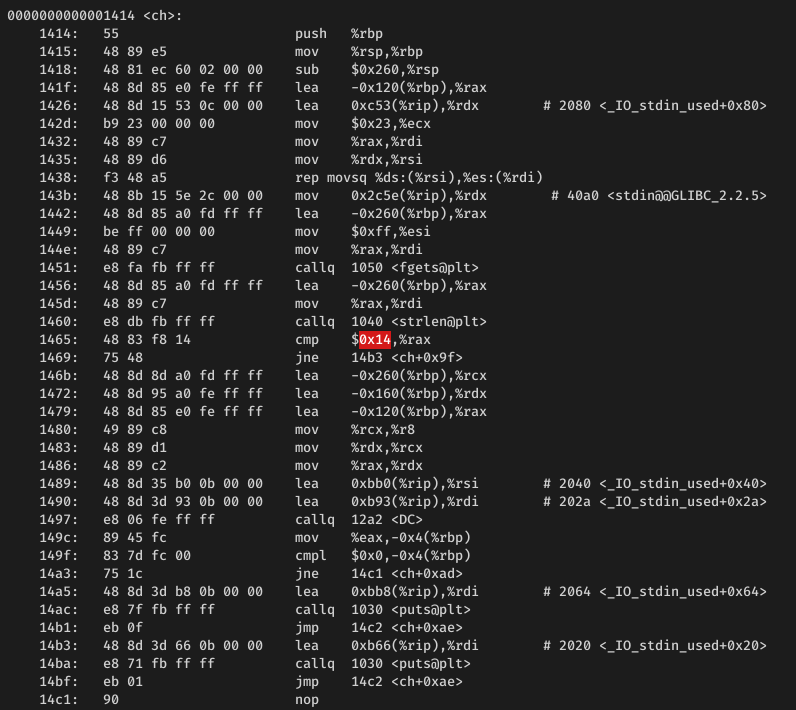 0000000000001414 <ch>:
1414: 55 push %rbp
1415: 48 89 e5 mov %rsp,%rbp
1418: 48 81 ec 60 02 00 00 sub $0x260,%rsp
141f: 48 8d 85 e0 fe ff ff lea -0x120(%rbp),%rax
1426: 48 8d 15 53 0c 00 00 lea 0xc53(%rip),%rdx # 2080 <_IO_stdin_used+0x80>
142d: b9 23 00 00 00 mov $0x23,%ecx
1432: 48 89 c7 mov %rax,%rdi
1435: 48 89 d6 mov %rdx,%rsi
1438: f3 48 a5 rep movsq %ds:(%rsi),%es:(%rdi)
143b: 48 8b 15 5e 2c 00 00 mov 0x2c5e(%rip),%rdx # 40a0 <stdin@@GLIBC_2.2.5>
1442: 48 8d 85 a0 fd ff ff lea -0x260(%rbp),%rax
1449: be ff 00 00 00 mov $0xff,%esi
144e: 48 89 c7 mov %rax,%rdi
1451: e8 fa fb ff ff callq 1050 <fgets@plt>
1456: 48 8d 85 a0 fd ff ff lea -0x260(%rbp),%rax
145d: 48 89 c7 mov %rax,%rdi
1460: e8 db fb ff ff callq 1040 <strlen@plt>
1465: 48 83 f8 14 cmp $0x14,%rax
1469: 75 48 jne 14b3 <ch+0x9f>
146b: 48 8d 8d a0 fd ff ff lea -0x260(%rbp),%rcx
1472: 48 8d 95 a0 fe ff ff lea -0x160(%rbp),%rdx
1479: 48 8d 85 e0 fe ff ff lea -0x120(%rbp),%rax
1480: 49 89 c8 mov %rcx,%r8
1483: 48 89 d1 mov %rdx,%rcx
1486: 48 89 c2 mov %rax,%rdx
1489: 48 8d 35 b0 0b 00 00 lea 0xbb0(%rip),%rsi # 2040 <_IO_stdin_used+0x40>
1490: 48 8d 3d 93 0b 00 00 lea 0xb93(%rip),%rdi # 202a <_IO_stdin_used+0x2a>
1497: e8 06 fe ff ff callq 12a2 <DC>
149c: 89 45 fc mov %eax,-0x4(%rbp)
149f: 83 7d fc 00 cmpl $0x0,-0x4(%rbp)
14a3: 75 1c jne 14c1 <ch+0xad>
14a5: 48 8d 3d b8 0b 00 00 lea 0xbb8(%rip),%rdi # 2064 <_IO_stdin_used+0x64>
14ac: e8 7f fb ff ff callq 1030 <puts@plt>
14b1: eb 0f jmp 14c2 <ch+0xae>
14b3: 48 8d 3d 66 0b 00 00 lea 0xb66(%rip),%rdi # 2020 <_IO_stdin_used+0x20>
14ba: e8 71 fb ff ff callq 1030 <puts@plt>
14bf: eb 01 jmp 14c2 <ch+0xae>
14c1: 90 nop